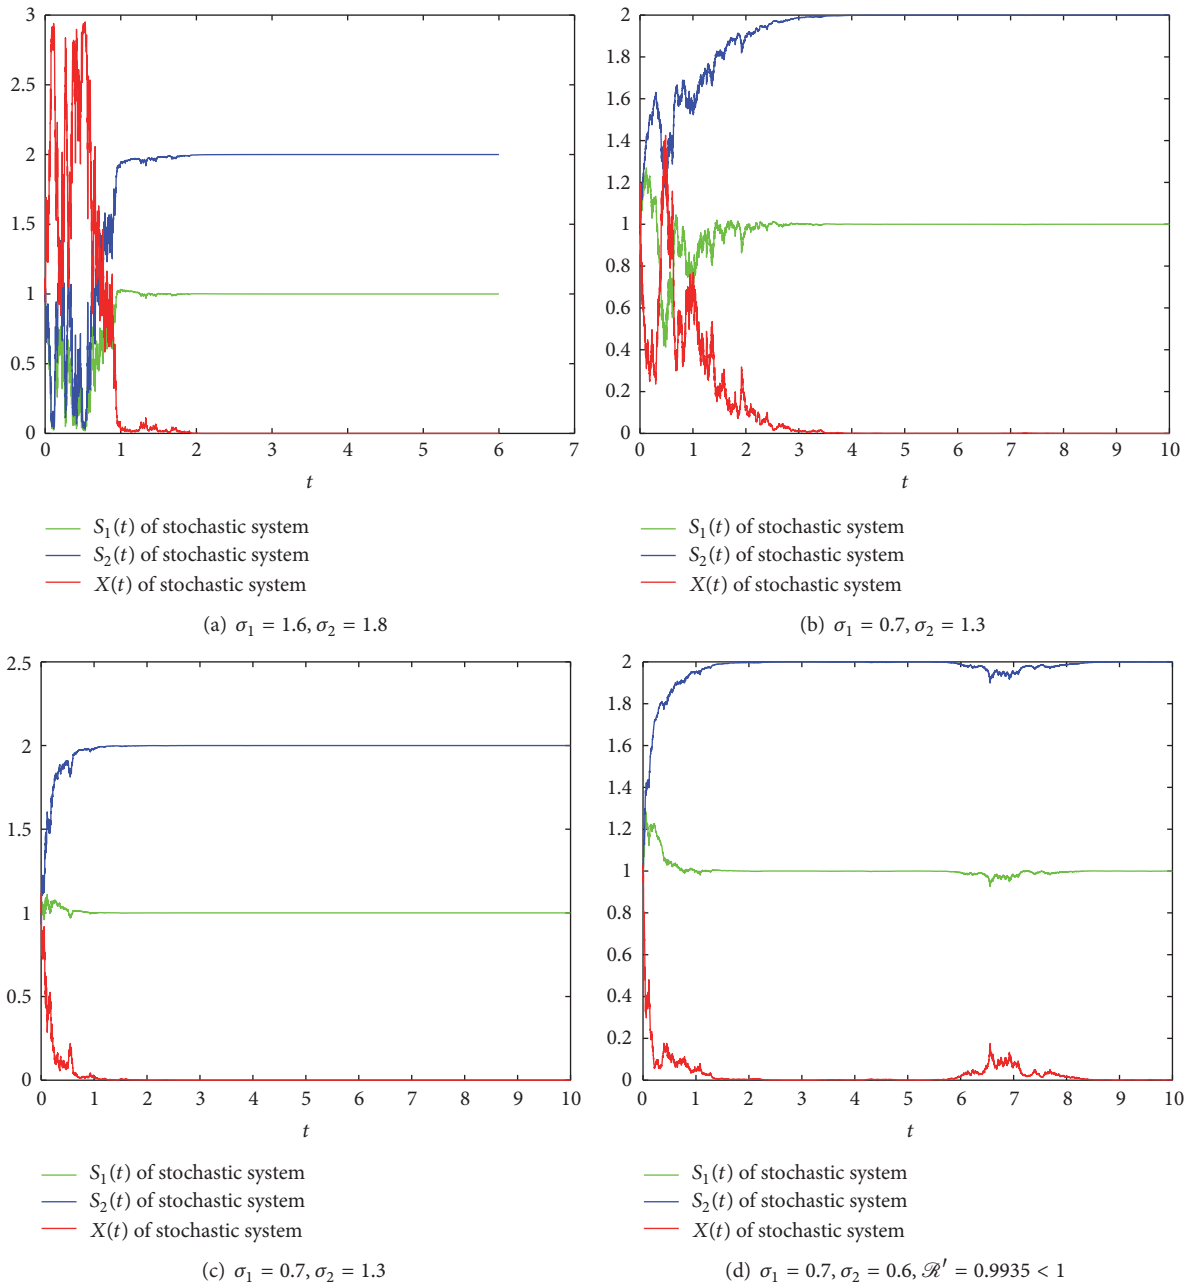 3
2.5
2
1.5
1
0.5
0
0 1 2 3 4 5 6 7
t
S₁(t) of stochastic system
S₂(t) of stochastic system
X(t) of stochastic system
(a) σ₁ = 1.6, σ₂ = 1.8
2
1.8
1.6
1.4
1.2
1
0.8
0.6
0.4
0.2
0
0 1 2 3 4 5 6 7 8 9 10
t
S₁(t) of stochastic system
S₂(t) of stochastic system
X(t) of stochastic system
(b) σ₁ = 0.7, σ₂ = 1.3
2.5
2
1.5
1
0.5
0
0 1 2 3 4 5 6 7 8 9 10
t
S₁(t) of stochastic system
S₂(t) of stochastic system
X(t) of stochastic system
(c) σ₁ = 0.7, σ₂ = 1.3
2
1.8
1.6
1.4
1.2
1
0.8
0.6
0.4
0.2
0
0 1 2 3 4 5 6 7 8 9 10
t
S₁(t) of stochastic system
S₂(t) of stochastic system
X(t) of stochastic system
(d) σ₁ = 0.7, σ₂ = 0.6, ℛ′ = 0.9935 < 1